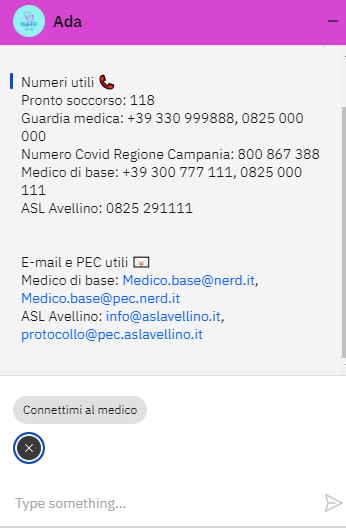 Ada
Numeri utili 📞
Pronto soccorso: 118
Guardia medica: +39 330 999888, 0825 000
000
Numero Covid Regione Campania: 800 867 388
Medico di base: +39 300 777 111, 0825 000
111
ASL Avellino: 0825 291111
E-mail e PEC utili 📧
Medico di base: Medico.base@nerd.it,
Medico.base@pec.nerd.it
ASL Avellino: info@aslavellino.it,
protocollo@pec.aslavellino.it
Connettimi al medico
Type something...